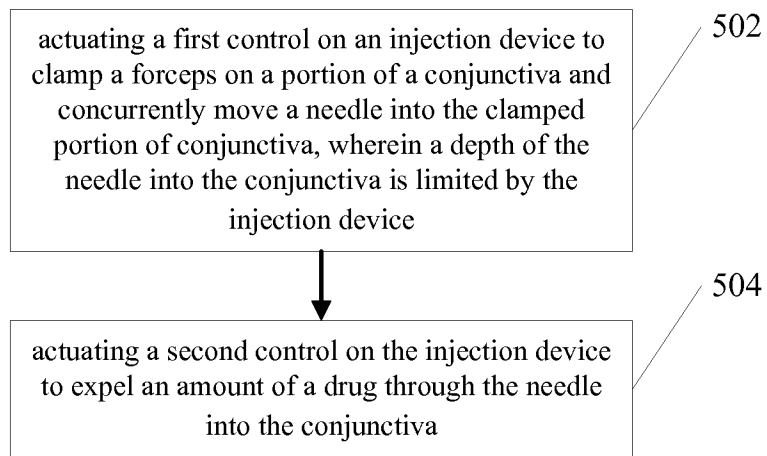 actuating a first control on an injection device to
clamp a forceps on a portion of a conjunctiva and
concurrently move a needle into the clamped
portion of conjunctiva, wherein a depth of the
needle into the conjunctiva is limited by the
injection device
502
actuating a second control on the injection device
to expel an amount of a drug through the needle
into the conjunctiva
504